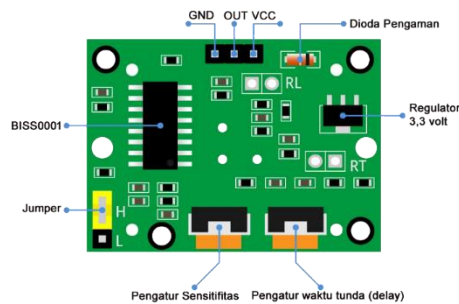 GND OUT VCC
Dioda Pengaman
RL
BISS0001
Regulator
3,3 volt
RT
Jumper
H
L
Pengatur Sensitifitas
Pengatur waktu tunda (delay)